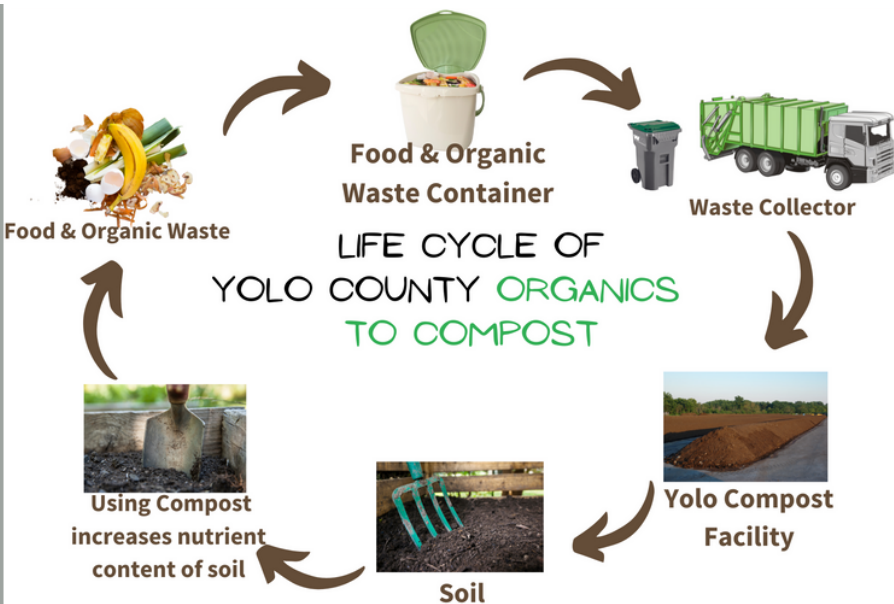 Food & Organic
Waste Container
Waste Collector
Food & Organic Waste
LIFE CYCLE OF
YOLO COUNTY ORGANICS
TO COMPOST
Yolo Compost
Facility
Soil
Using Compost
increases nutrient
content of soil